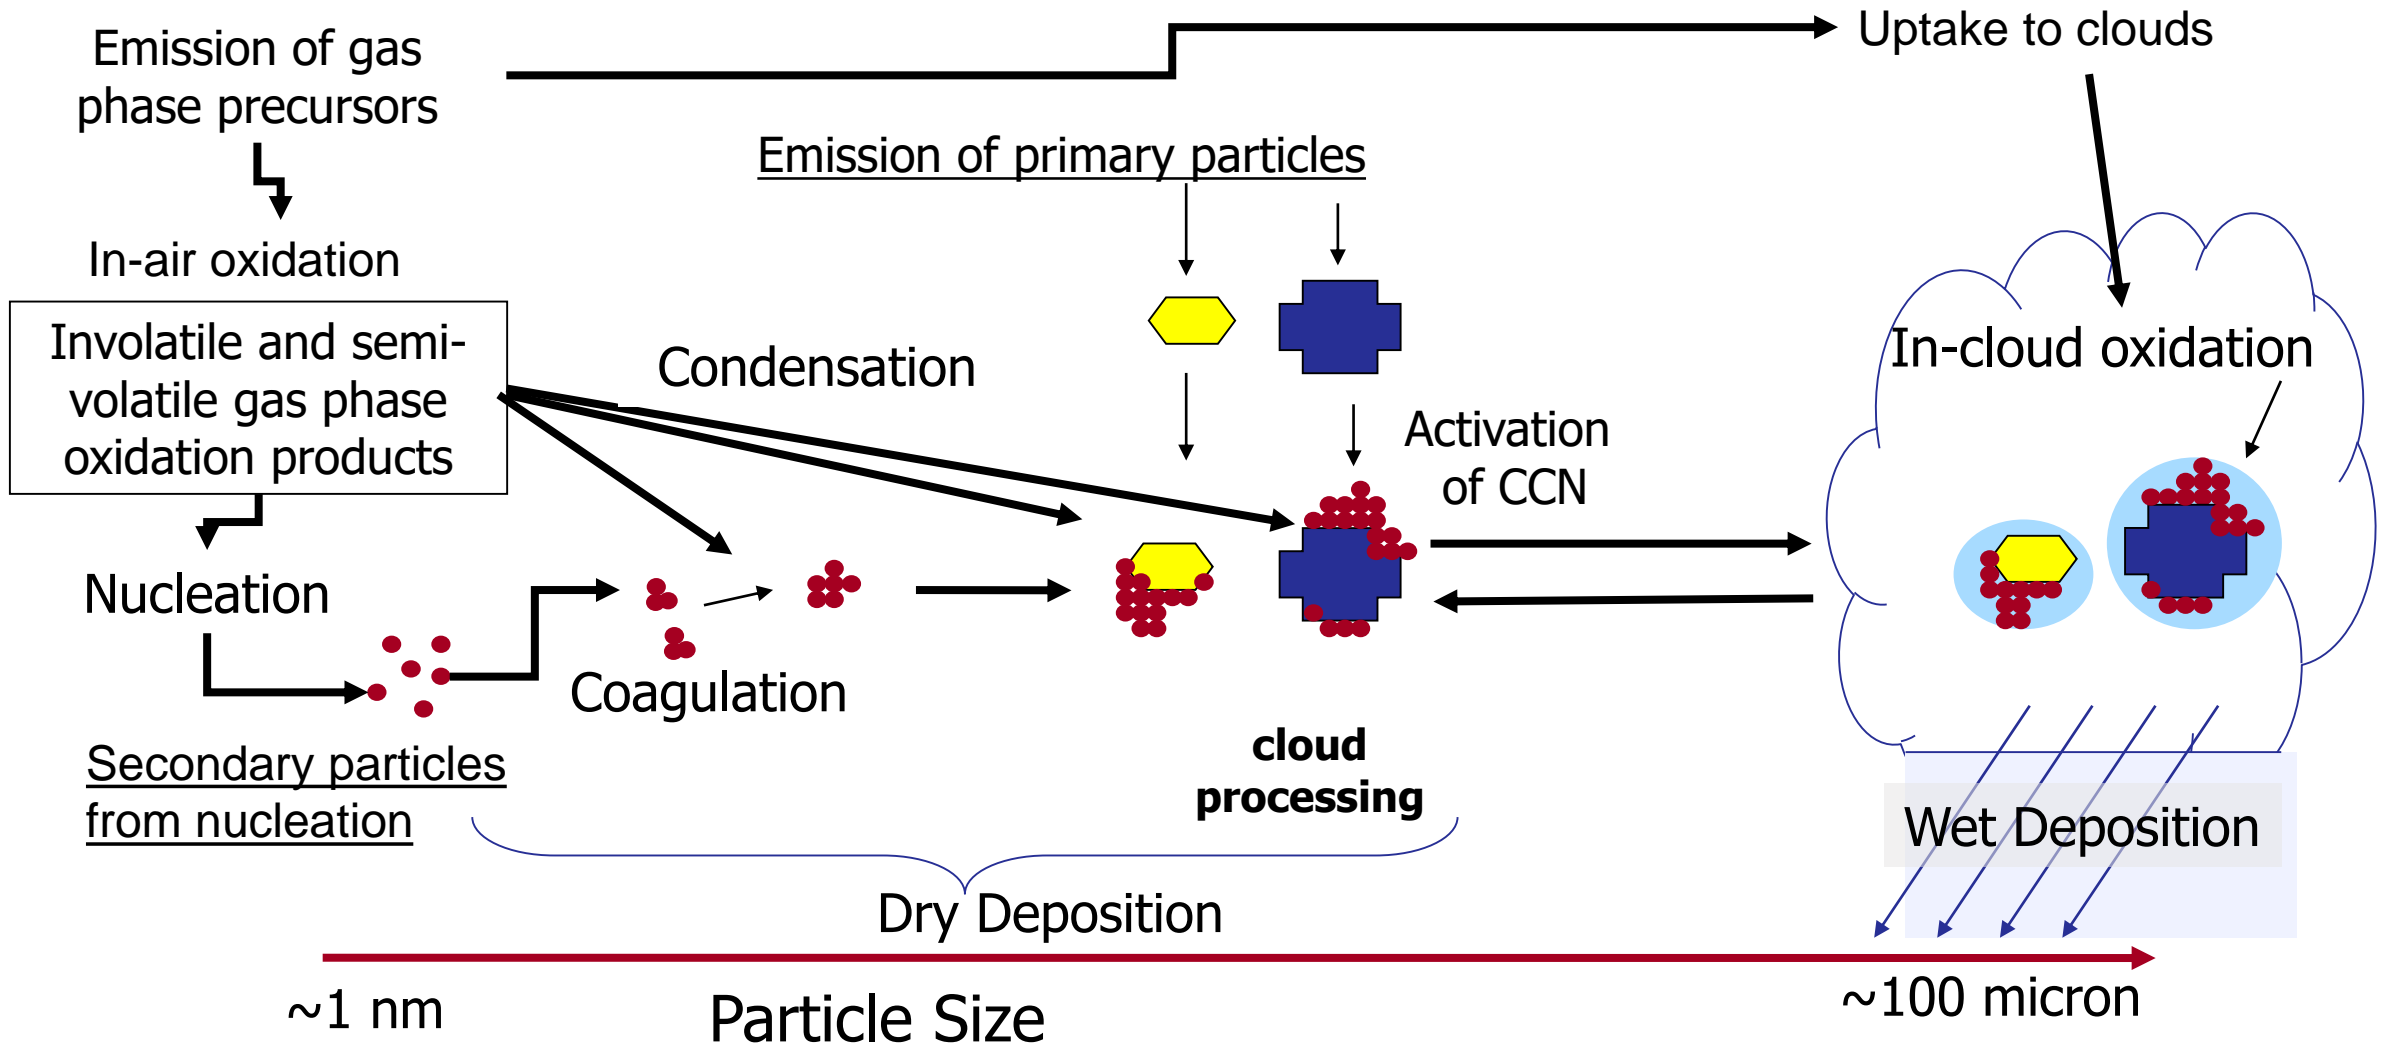 Emission of gas
phase precursors
Uptake to clouds
Emission of primary particles
In-air oxidation
Involatile and semi-
volatile gas phase
oxidation products
Condensation
In-cloud oxidation
Activation
of CCN
Nucleation
Coagulation
Secondary particles
from nucleation
cloud
processing
Wet Deposition
Dry Deposition
~1 nm
Particle Size
~100 micron